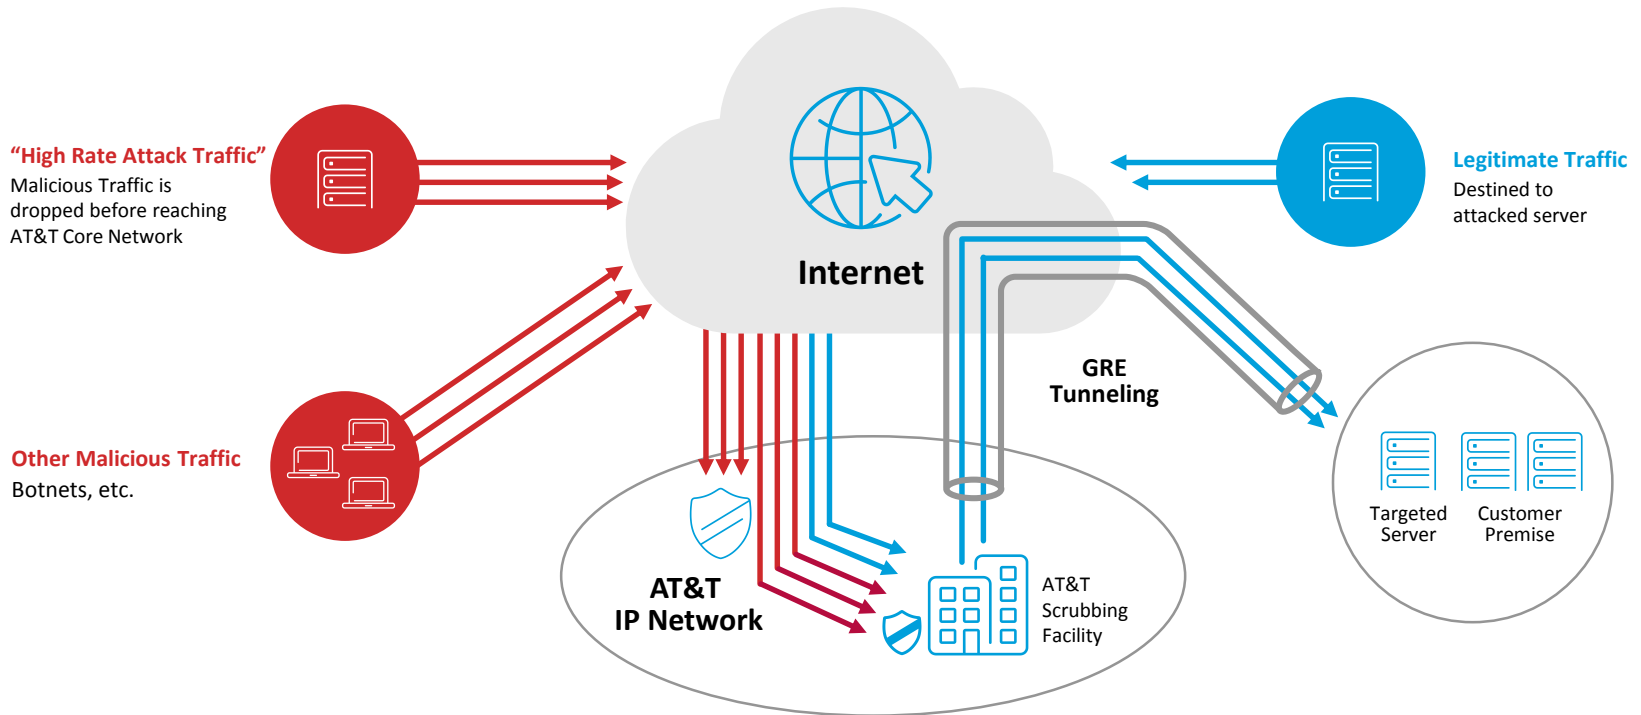 “High Rate Attack Traffic”
Malicious Traffic is
dropped before reaching
AT&T Core Network
Internet
Legitimate Traffic
Destined to
attacked server
GRE
Tunneling
Other Malicious Traffic
Botnets, etc.
Targeted
Server
Customer
Premise
AT&T
IP Network
AT&T
Scrubbing
Facility